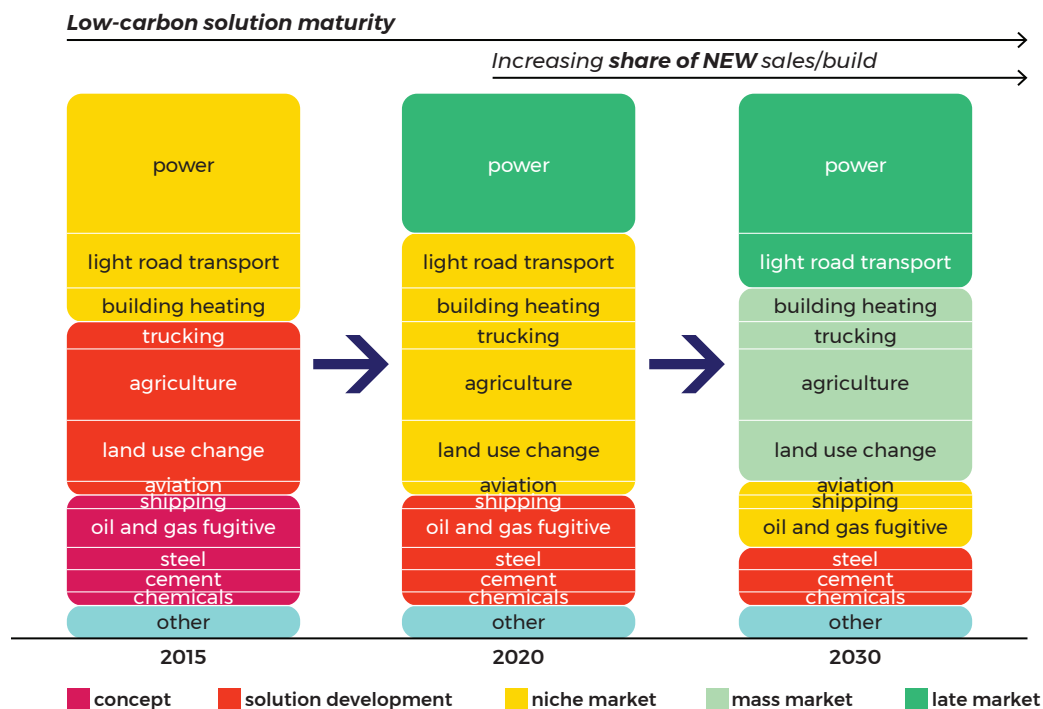 Low-carbon solution maturity
Increasing share of NEW sales/build
power
light road transport
building heating
trucking
agriculture
land use change
aviation
shipping
oil and gas fugitive
steel
cement
chemicals
other
power
light road transport
building heating
trucking
agriculture
land use change
aviation
shipping
oil and gas fugitive
steel
cement
chemicals
other
power
light road transport
building heating
trucking
agriculture
land use change
aviation
shipping
oil and gas fugitive
steel
cement
chemicals
other
2015
2020
2030
concept
solution development
niche market
mass market
late market